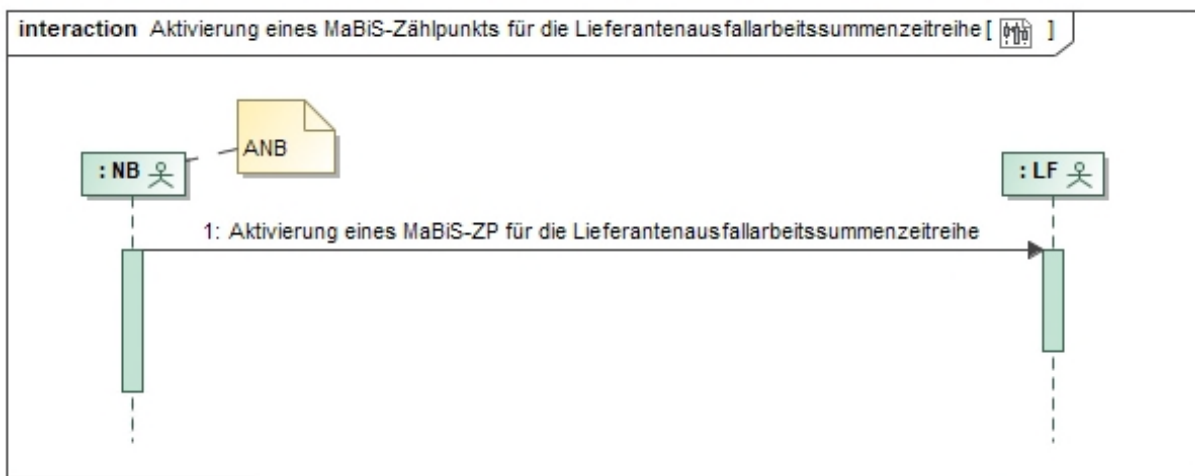 interaction Aktivierung eines MaBiS-Zählpunkts für die Lieferantenausfallarbeitssummenzeitreihe [ ]
ANB
: NB
: LF
1: Aktivierung eines MaBiS-ZP für die Lieferantenausfallarbeitssummenzeitreihe